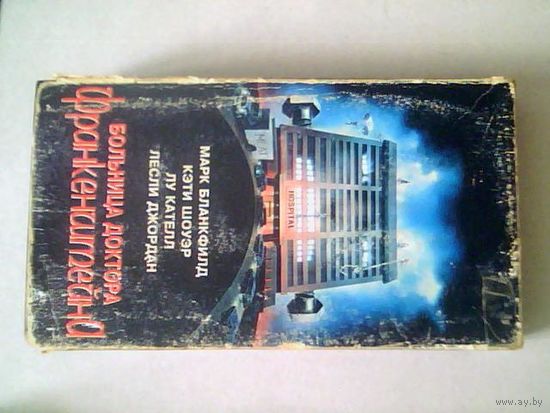 МАРК БЛАНКФИЛД
КЭТИ ШОУЭР
ЛУ КАТЕЛЛ
ЛЕСЛИ ДЖОРДАН
HOSPITAL
БОЛЬНИЦА ДОКТОРА
Франкенштейна
www.ay.by